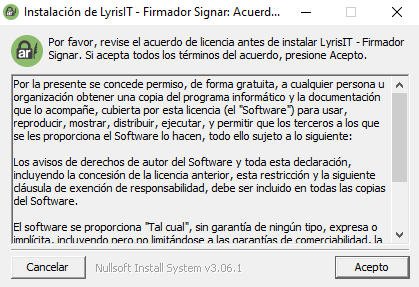 Instalación de LyrisIT - Firmador Signar: Acuerd...
ar
Por favor, revise el acuerdo de licencia antes de instalar LyrisIT - Firmador
Signar. Si acepta todos los términos del acuerdo, presione Acepto.
Por la presente se concede permiso, de forma gratuita, a cualquier persona u
organización obtener una copia del programa informático y la documentación
que lo acompañe, cubierta por esta licencia (el "Software") para usar,
reproducir, mostrar, distribuir, ejecutar, y permitir que los terceros a los que
se les proporciona el Software lo hacen, todo ello sujeto a lo siguiente:
Los avisos de derechos de autor del Software y toda esta declaración,
incluyendo la concesión de la licencia anterior, esta restricción y la siguiente
cláusula de exención de responsabilidad, debe ser incluido en todas las copias
del Software.
El software se proporciona "Tal cual", sin garantía de ningún tipo, expresa o
implícita, incluyendo pero no limitándose a las garantías de comerciabilidad, la
Cancelar
Nullsoft Install System v3.06.1
Acepto